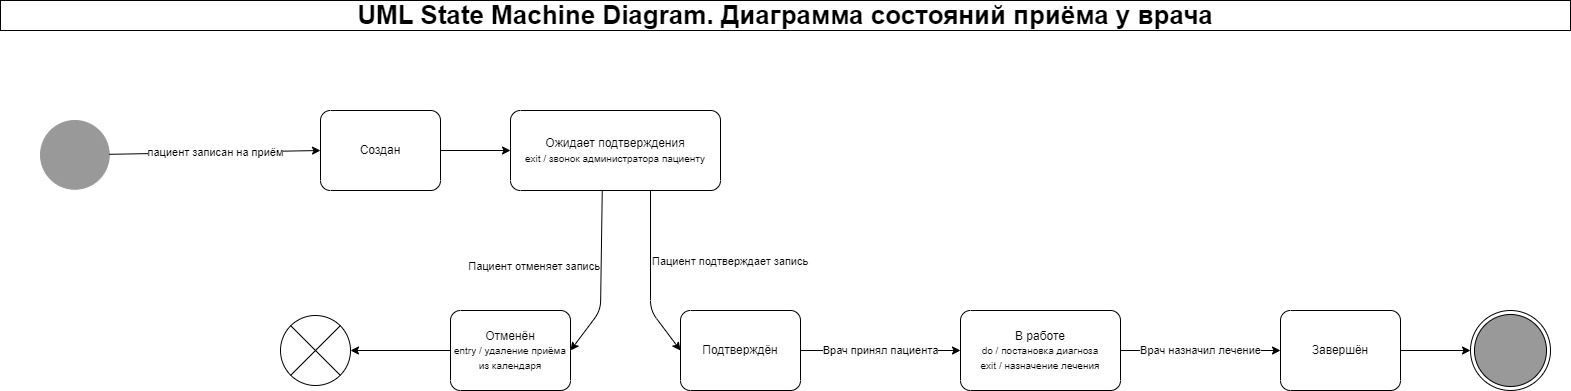 UML State Machine Diagram. Диаграмма состояний приёма у врача
пациент записан на приём
Создан
Ожидает подтверждения
exit / звонок администратора пациенту
Пациент отменяет запись
Пациент подтверждает запись
Отменён
entry / удаление приёма
из календаря
Подтверждён
Врач принял пациента
В работе
do / постановка диагноза
exit / назначение лечения
Врач назначил лечение
Завершён